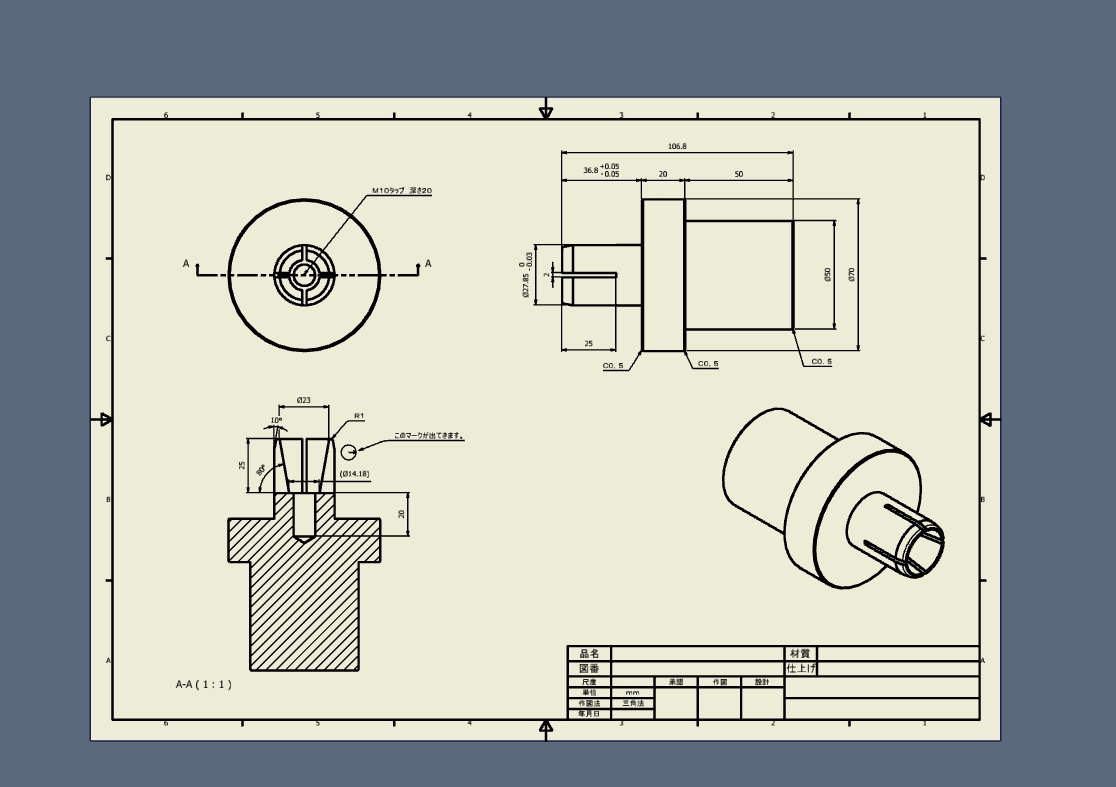 6 5 4 3 2 1
D
D
106.8
36.8 +0.05 -0.05
20
50
M10タップ 深さ20
A
A
Ø27.85 0 -0.03
2
Ø50
Ø70
25
C
C
C0.5
C0.5
C0.5
Ø23
10°
R1
このマークが出てきます。
25
80°
(Ø14.18)
20
B
B
A-A ( 1 : 1 )
A
A
品名
材質
図番
仕上げ
尺度
承認
作図
設計
単位
mm
作図法
三角法
年月日
6 5 4 3 2 1